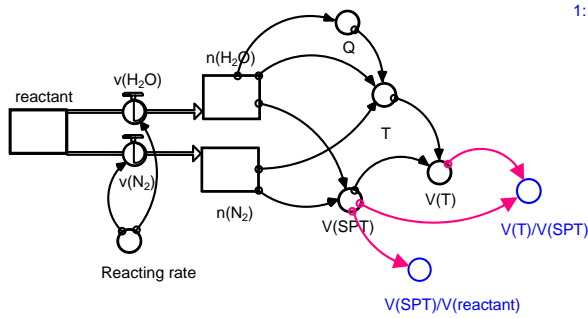 1:
Q
n(H₂O)
v(H₂O)
reactant
T
v(N₂)
V(T)
n(N₂)
V(SPT)
V(T)/V(SPT)
Reacting rate
V(SPT)/V(reactant)